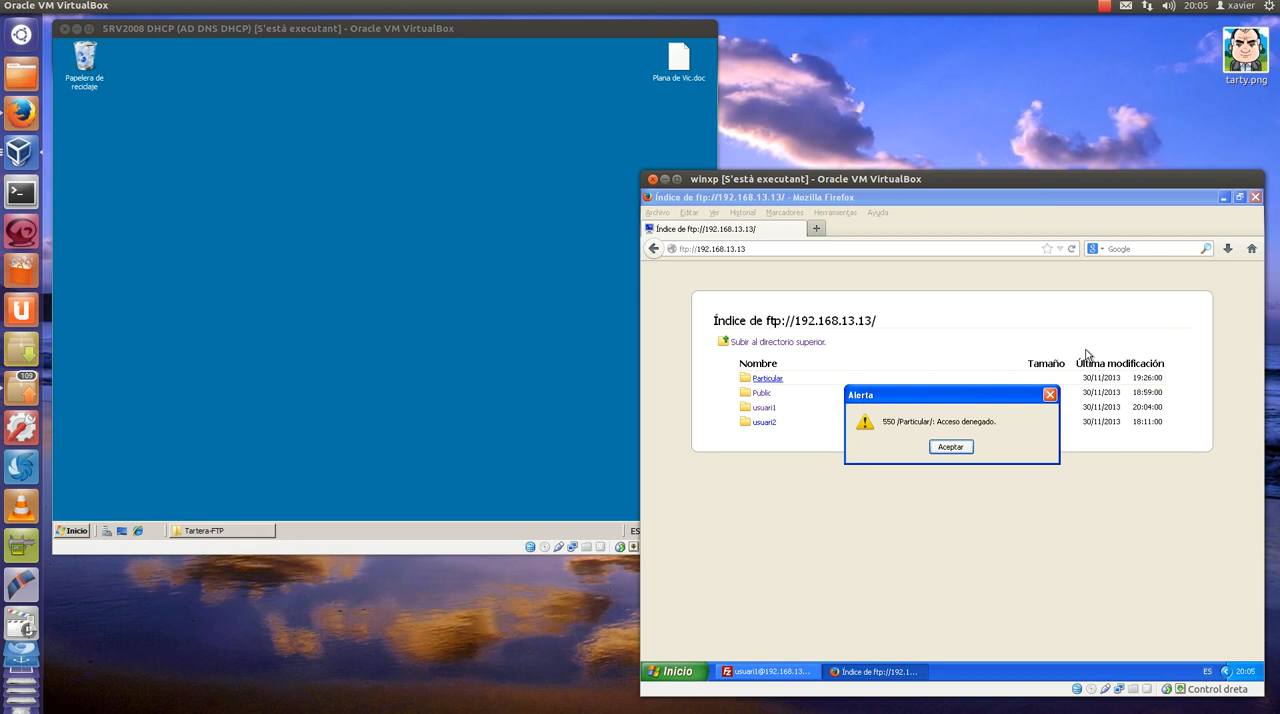 Oracle VM VirtualBox
20:05
xavier
SRV2008 DHCP (AD DNS DHCP) [S'està executant] - Oracle VM VirtualBox
Papelera de
reciclaje
Plana de Vic.doc
tarty.png
109
Inicio
Tartera-FTP
ES
winxp [S'està executant] - Oracle VM VirtualBox
Índice de ftp://192.168.13.13/ - Mozilla Firefox
Archivo Editar Ver Historial Marcadores Herramientas Ayuda
Índice de ftp://192.168.13.13/
ftp://192.168.13.13
Google
Índice de ftp://192.168.13.13/
Subir al directorio superior.
Nombre Tamaño Última modificación
Particular 30/11/2013 19:26:00
Public 30/11/2013 18:59:00
usuari1 30/11/2013 20:04:00
usuari2 30/11/2013 18:11:00
Alerta
550 /Particular/: Acceso denegado.
Aceptar
Inicio
usuari1@192.168.13...
Índice de ftp://192.1...
ES
20:05
Control dreta